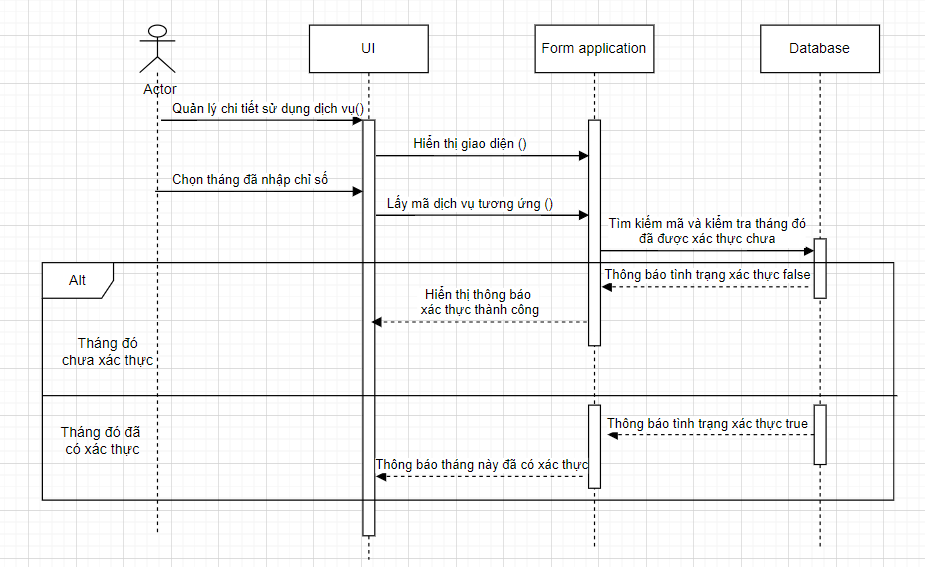 UI
Form application
Database
Actor
Quản lý chi tiết sử dụng dịch vụ()
Hiển thị giao diện ()
Chọn tháng đã nhập chỉ số
Lấy mã dịch vụ tương ứng ()
Tìm kiếm mã và kiểm tra tháng đó
đã được xác thực chưa
Alt
Thông báo tình trạng xác thực false
Hiển thị thông báo
xác thực thành công
Tháng đó
chưa xác thực
Thông báo tình trạng xác thực true
Tháng đó đã
có xác thực
Thông báo tháng này đã có xác thực